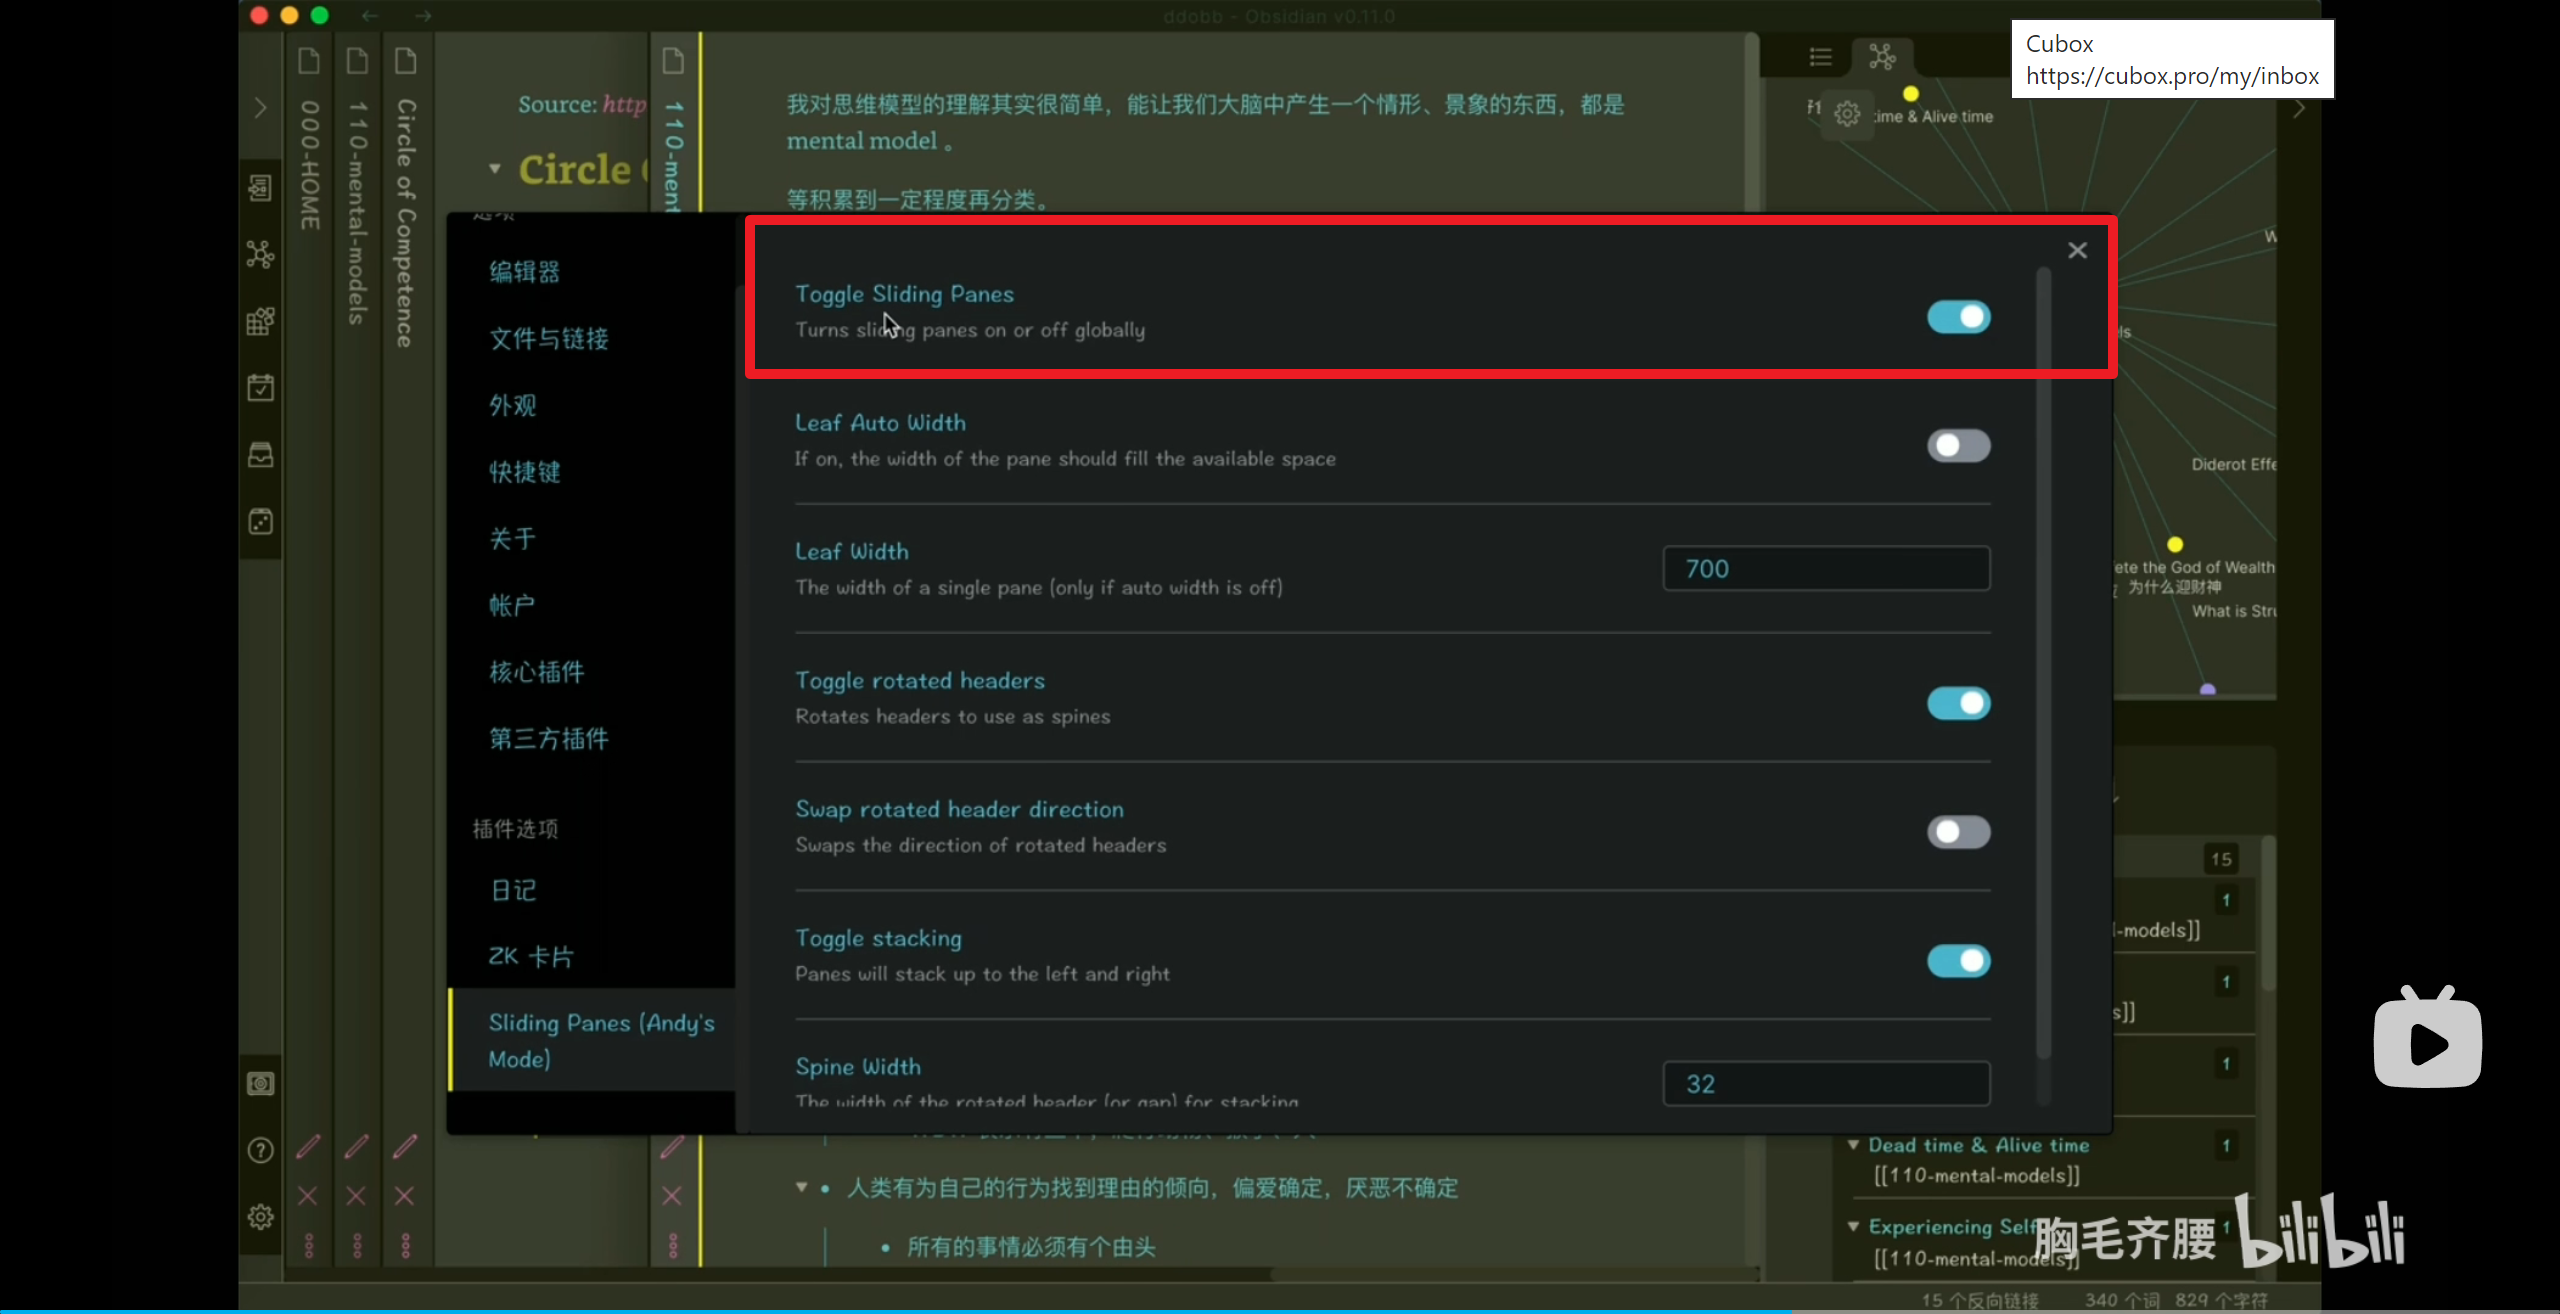 ddobb - Obsidian v0.11.0
Cubox
https://cubox.pro/my/inbox
000-HOME
110-mental-models
Circle of Competence
Source: http
Circle
110-ment
我对思维模型的理解其实很简单，能让我们大脑中产生一个情形、景象的东西，都是
mental model 。
等积累到一定程度再分类。
time & Alive time
选项
编辑器
文件与链接
外观
快捷键
关于
帐户
核心插件
第三方插件
插件选项
日记
ZK 卡片
Sliding Panes (Andy's
Mode)
Toggle Sliding Panes
Turns sliding panes on or off globally
Leaf Auto Width
If on, the width of the pane should fill the available space
Leaf Width
The width of a single pane (only if auto width is off)
700
Toggle rotated headers
Rotates headers to use as spines
Swap rotated header direction
Swaps the direction of rotated headers
Toggle stacking
Panes will stack up to the left and right
Spine Width
The width of the rotated header (or gap) for stacking
32
Diderot Effe
ete the God of Wealth
为什么迎财神
What is Stru
15
1
l-models]]
1
s]]
1
Dead time & Alive time
1
[[110-mental-models]]
Experiencing Self
1
[[110-mental-models]]
人类有为自己的行为找到理由的倾向，偏爱确定，厌恶不确定
所有的事情必须有个由头
胸毛齐腰
bilibili
15 个反向链接
340 个词
829 个字符